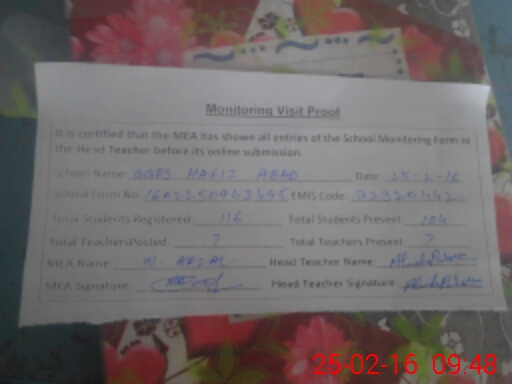 Monitoring Visit Proof
It is certified that the MEA has shown all entries of the School Monitoring Form to
the Head Teacher before its online submission.
School Name GGPS HAFIZ ABAD Date: 25-2-16
School Form No EMIS Code:
Total Students Registered: 116 Total Students Present: 104
Total TeachersPosted: 7 Total Teachers Present: 7
MEA Name: M. AFZAL Head Teacher Name:
MEA Signature: Head Teacher Signature
25-02-16 09:48